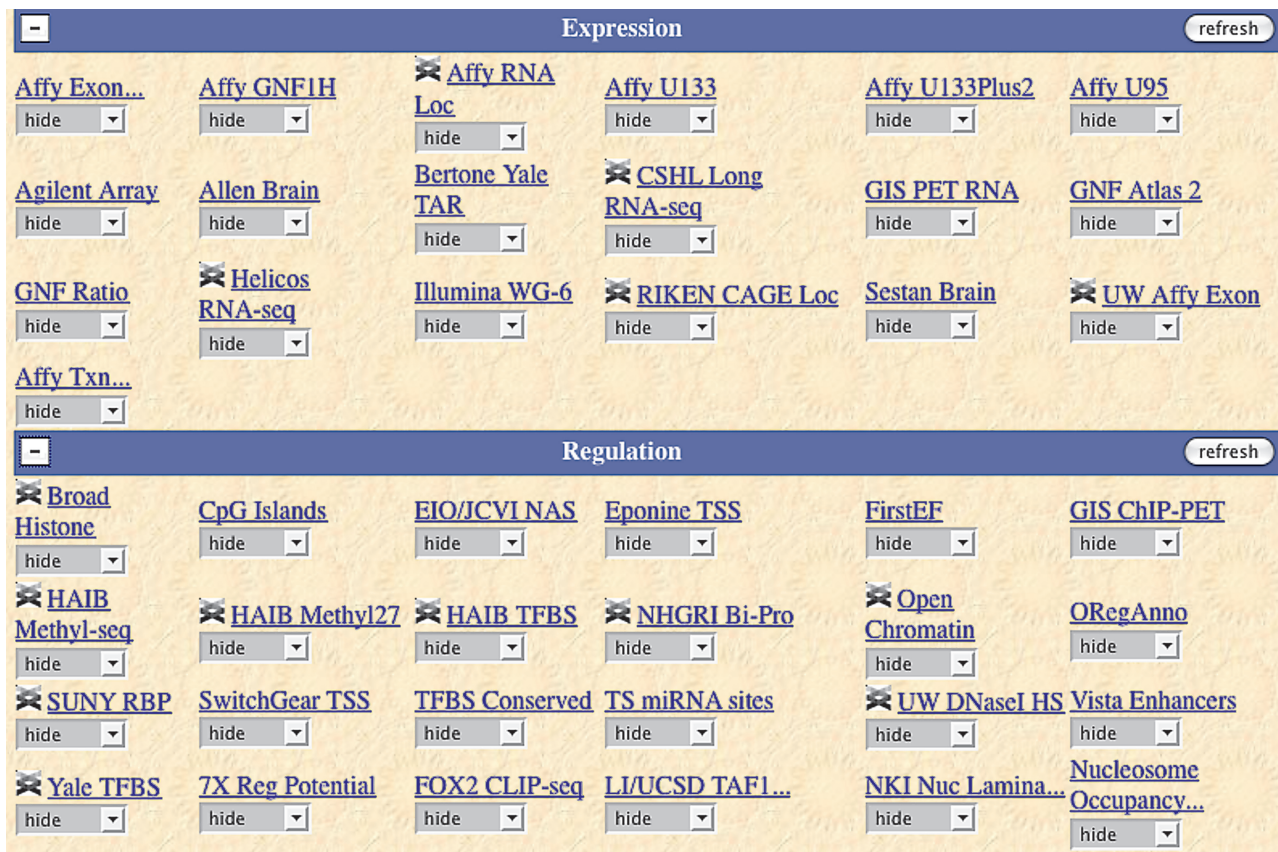 -
Expression
refresh
Affy Exon...
hide
Affy GNF1H
hide
Affy RNA
Loc
hide
Affy U133
hide
Affy U133Plus2
hide
Affy U95
hide
Agilent Array
hide
Allen Brain
hide
Bertone Yale
TAR
hide
CSHL Long
RNA-seq
hide
GIS PET RNA
hide
GNF Atlas 2
hide
GNF Ratio
hide
Helicos
RNA-seq
hide
Illumina WG-6
hide
RIKEN CAGE Loc
hide
Sestan Brain
hide
UW Affy Exon
hide
Affy Txn...
hide
-
Regulation
refresh
Broad
Histone
hide
CpG Islands
hide
EIO/JCVI NAS
hide
Eponine TSS
hide
FirstEF
hide
GIS ChIP-PET
hide
HAIB
Methyl-seq
hide
HAIB Methyl27
hide
HAIB TFBS
hide
NHGRI Bi-Pro
hide
Open
Chromatin
hide
ORegAnno
hide
SUNY RBP
hide
SwitchGear TSS
hide
TFBS Conserved
hide
TS miRNA sites
hide
UW DNaseI HS
hide
Vista Enhancers
hide
Yale TFBS
hide
7X Reg Potential
hide
FOX2 CLIP-seq
hide
LI/UCSD TAF1...
hide
NKI Nuc Lamina...
hide
Nucleosome
Occupancy...
hide